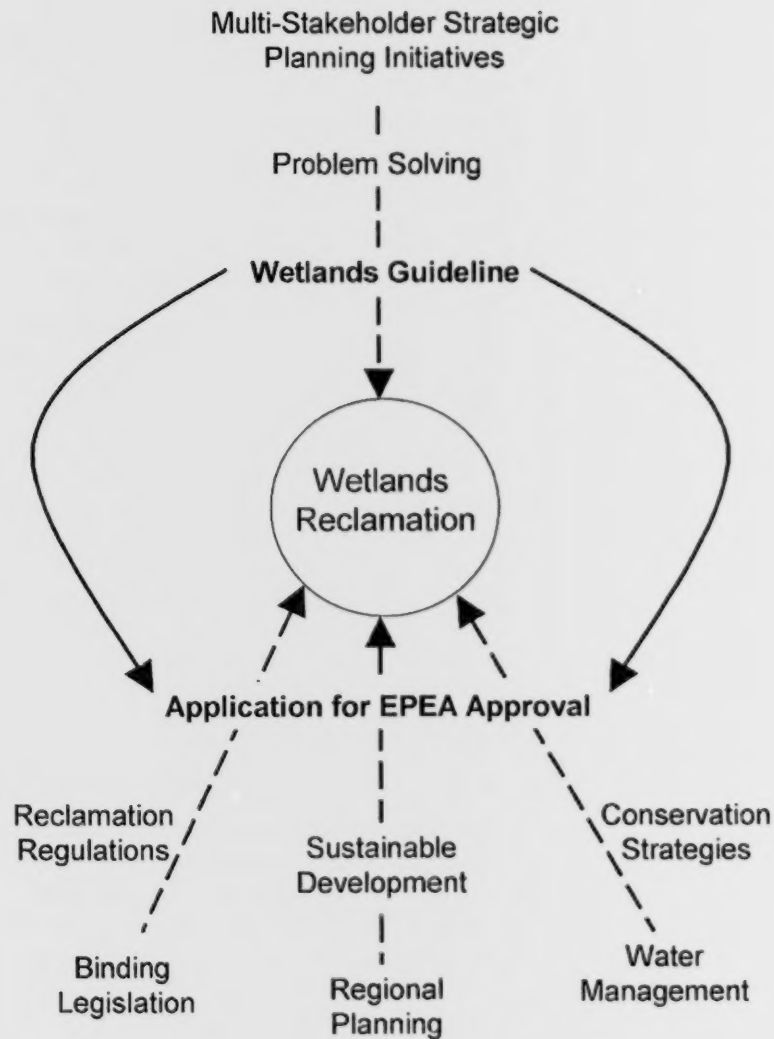 Multi-Stakeholder Strategic
Planning Initiatives
Problem Solving
Wetlands Guideline
Wetlands
Reclamation
Application for EPEA Approval
Reclamation
Regulations
Sustainable
Development
Conservation
Strategies
Binding
Legislation
Regional
Planning
Water
Management